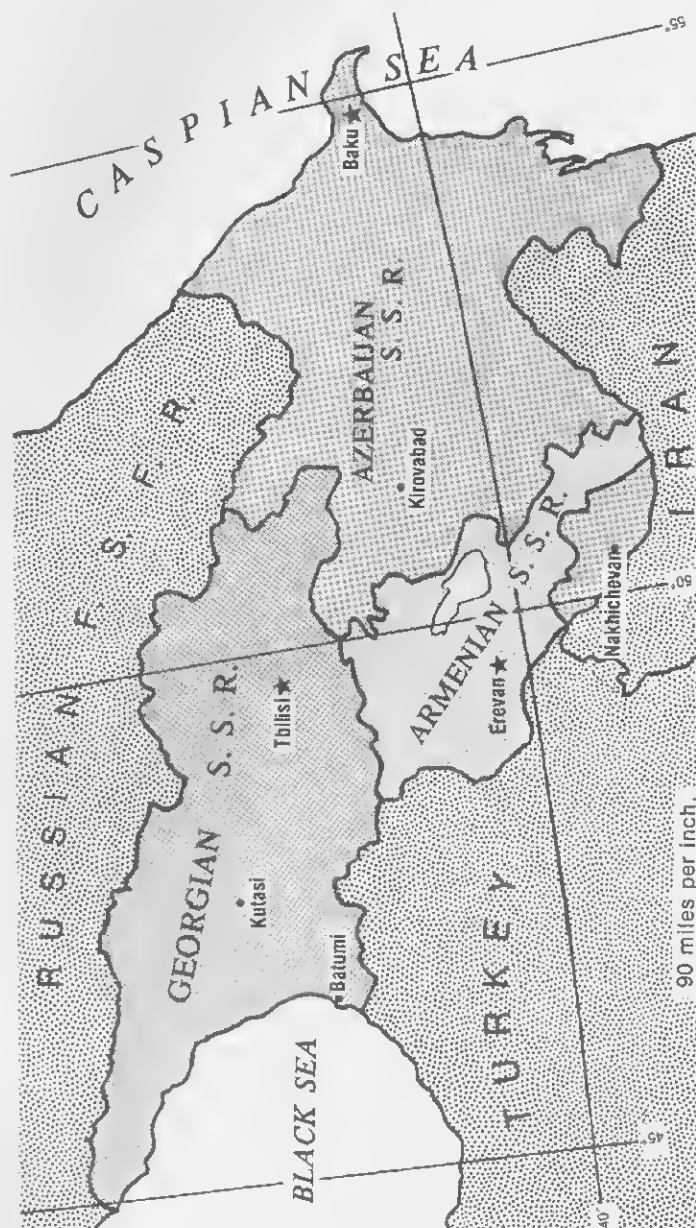 RUSSIAN S. F. S. R.
CASPIAN SEA
GEORGIAN S. S. R.
Kutasi
Tbilisi
Batumi
BLACK SEA
AZERBAIJAN
S. S. R.
Baku
Kirovabad
ARMENIAN S. S. R.
Erevan
Nakhichevan
TURKEY
IRAN
90 miles per inch
40°
45°
50°
55°